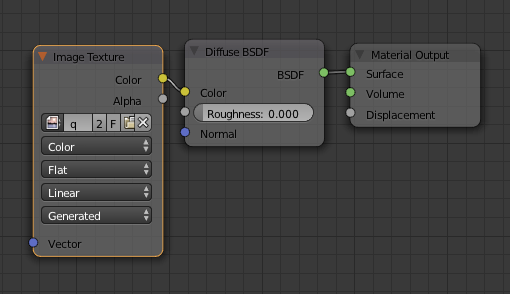 Image Texture
Color
Alpha
q 2 F
Color
Flat
Linear
Generated
Vector
Diffuse BSDF
BSDF
Color
Roughness: 0.000
Normal
Material Output
Surface
Volume
Displacement